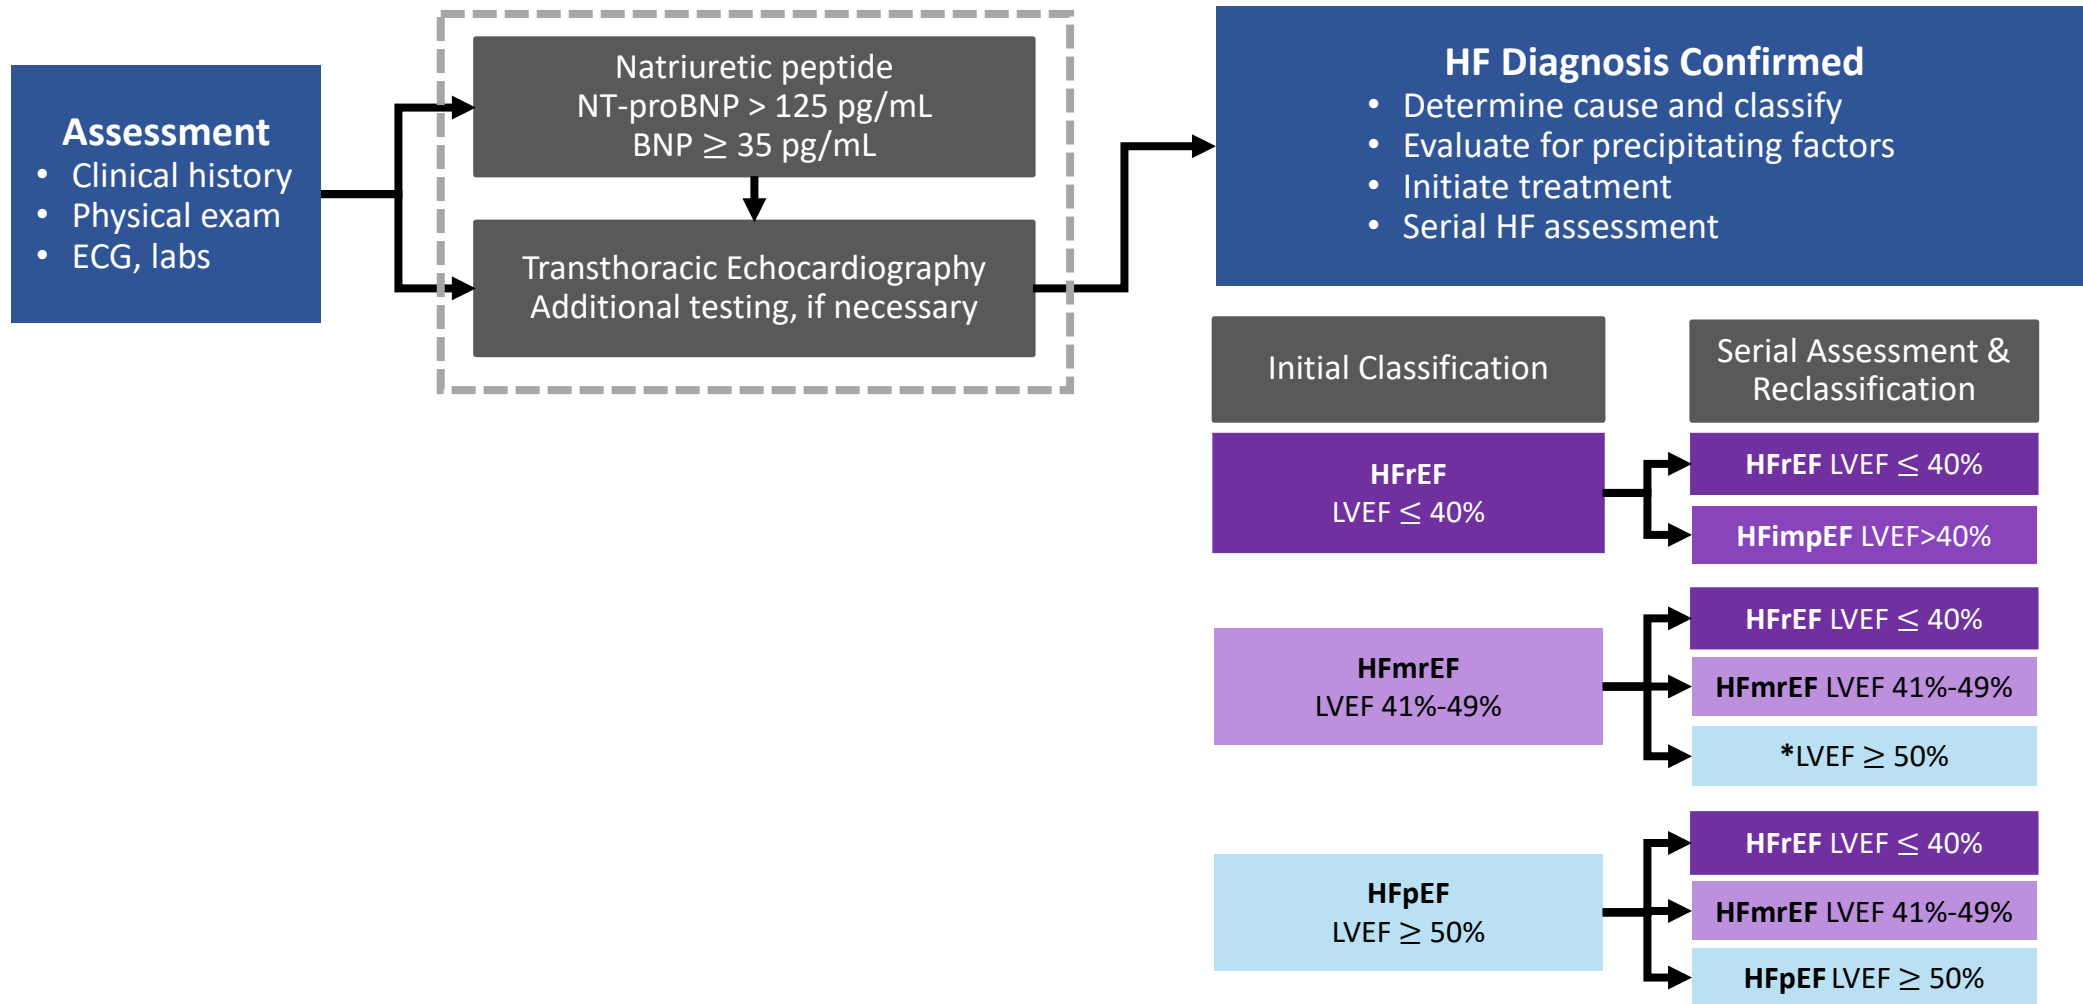 Assessment
• Clinical history
• Physical exam
• ECG, labs
Natriuretic peptide
NT-proBNP > 125 pg/mL
BNP ≥ 35 pg/mL
Transthoracic Echocardiography
Additional testing, if necessary
HF Diagnosis Confirmed
• Determine cause and classify
• Evaluate for precipitating factors
• Initiate treatment
• Serial HF assessment
Initial Classification
Serial Assessment &
Reclassification
HFrEF
LVEF ≤ 40%
HFrEF LVEF ≤ 40%
HFimpEF LVEF>40%
HFmrEF
LVEF 41%-49%
HFrEF LVEF ≤ 40%
HFmrEF LVEF 41%-49%
*LVEF ≥ 50%
HFpEF
LVEF ≥ 50%
HFrEF LVEF ≤ 40%
HFmrEF LVEF 41%-49%
HFpEF LVEF ≥ 50%